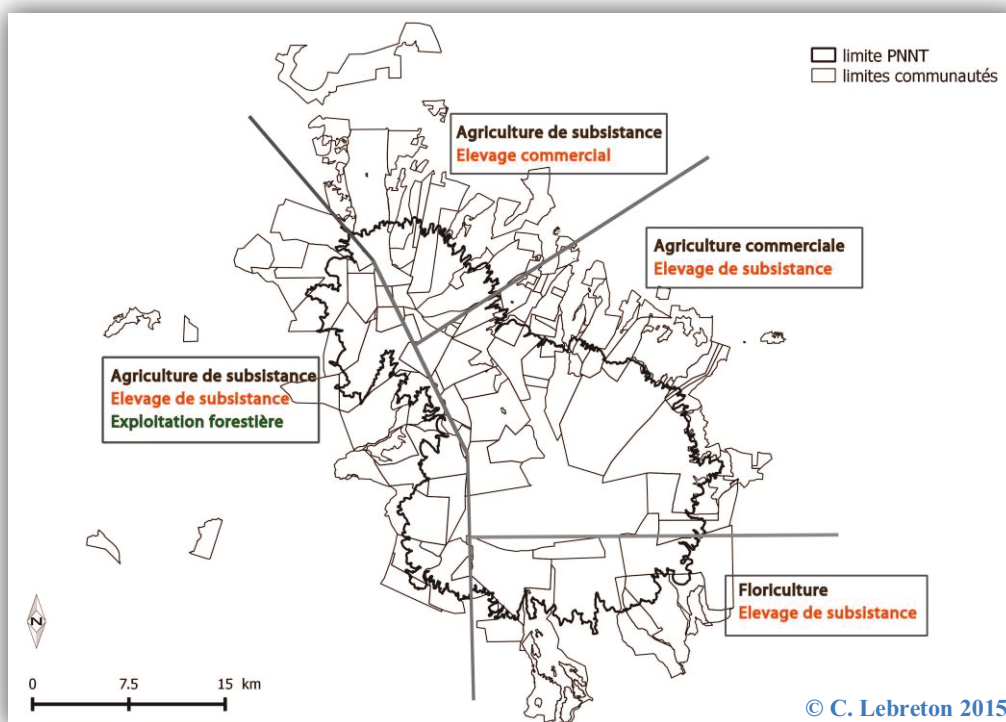 limite PNNT
limites communautés
Agriculture de subsistance
Elevage commercial
Agriculture commerciale
Elevage de subsistance
Agriculture de subsistance
Elevage de subsistance
Exploitation forestière
Floriculture
Elevage de subsistance
N
0 7.5 15 km
© C. Lebreton 2015